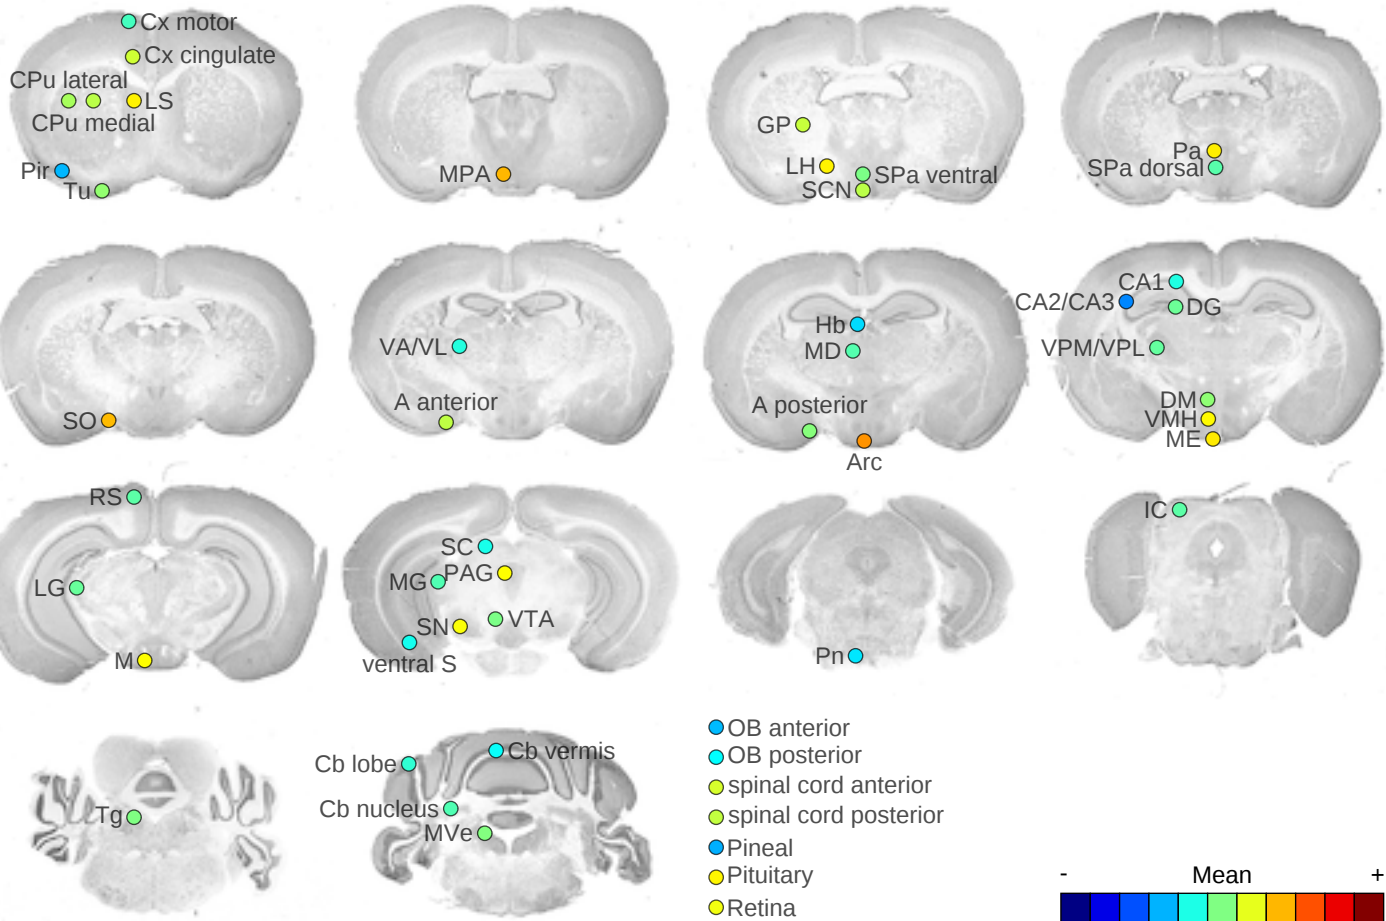 Cx motor
Cx cingulate
CPu lateral
LS
CPu medial
Pir
Tu
MPA
GP
LH
SPa ventral
SCN
Pa
SPa dorsal
SO
VA/VL
A anterior
Hb
MD
A posterior
Arc
CA1
CA2/CA3
DG
VPM/VPL
DM
VMH
ME
RS
LG
M
SC
PAG
MG
VTA
SN
ventral S
Pn
IC
Tg
Cb vermis
Cb lobe
Cb nucleus
MVe
OB anterior
OB posterior
spinal cord anterior
spinal cord posterior
Pineal
Pituitary
Retina
- Mean +